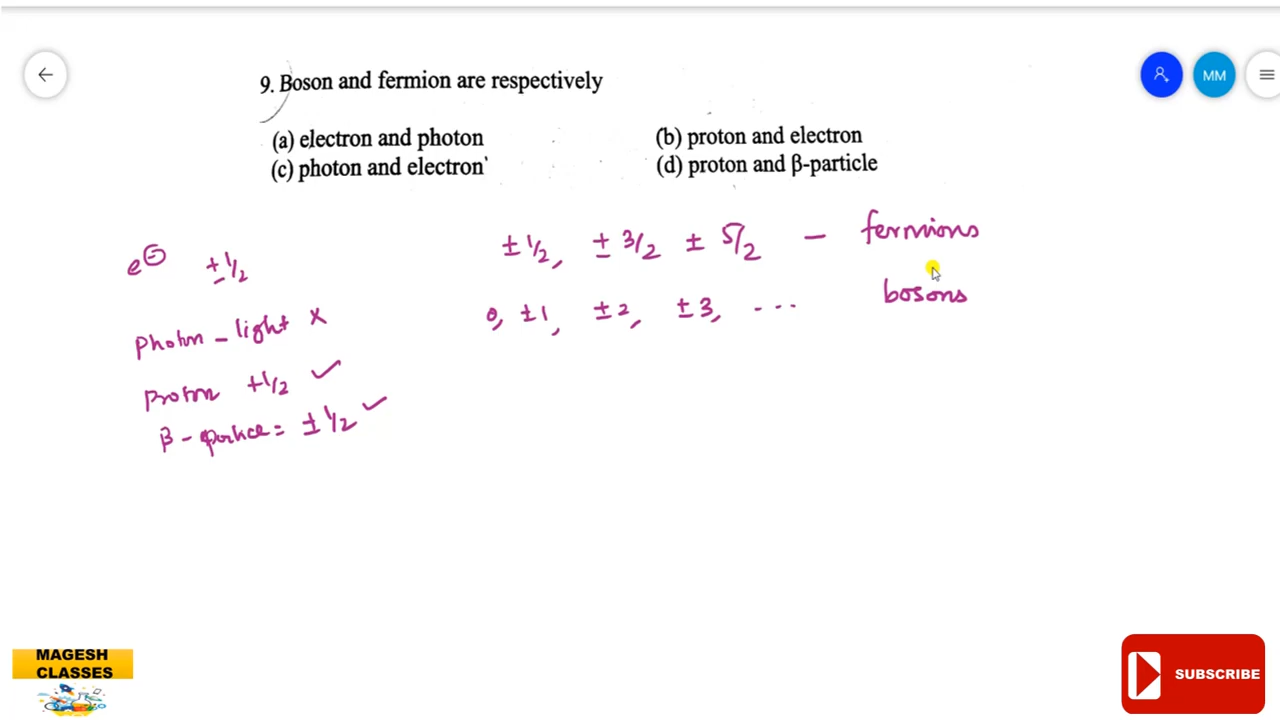 MM
9. Boson and fermion are respectively
(a) electron and photon (b) proton and electron
(c) photon and electron (d) proton and β-particle
± 1/2, ± 3/2 ± 5/2 — fermions
e⊖ ± 1/2
0, ±1, ±2, ±3, ... bosons
Photon - light ×
proton +1/2 ✓
β - = ± 1/2 ✓
MAGESH
CLASSES
SUBSCRIBE